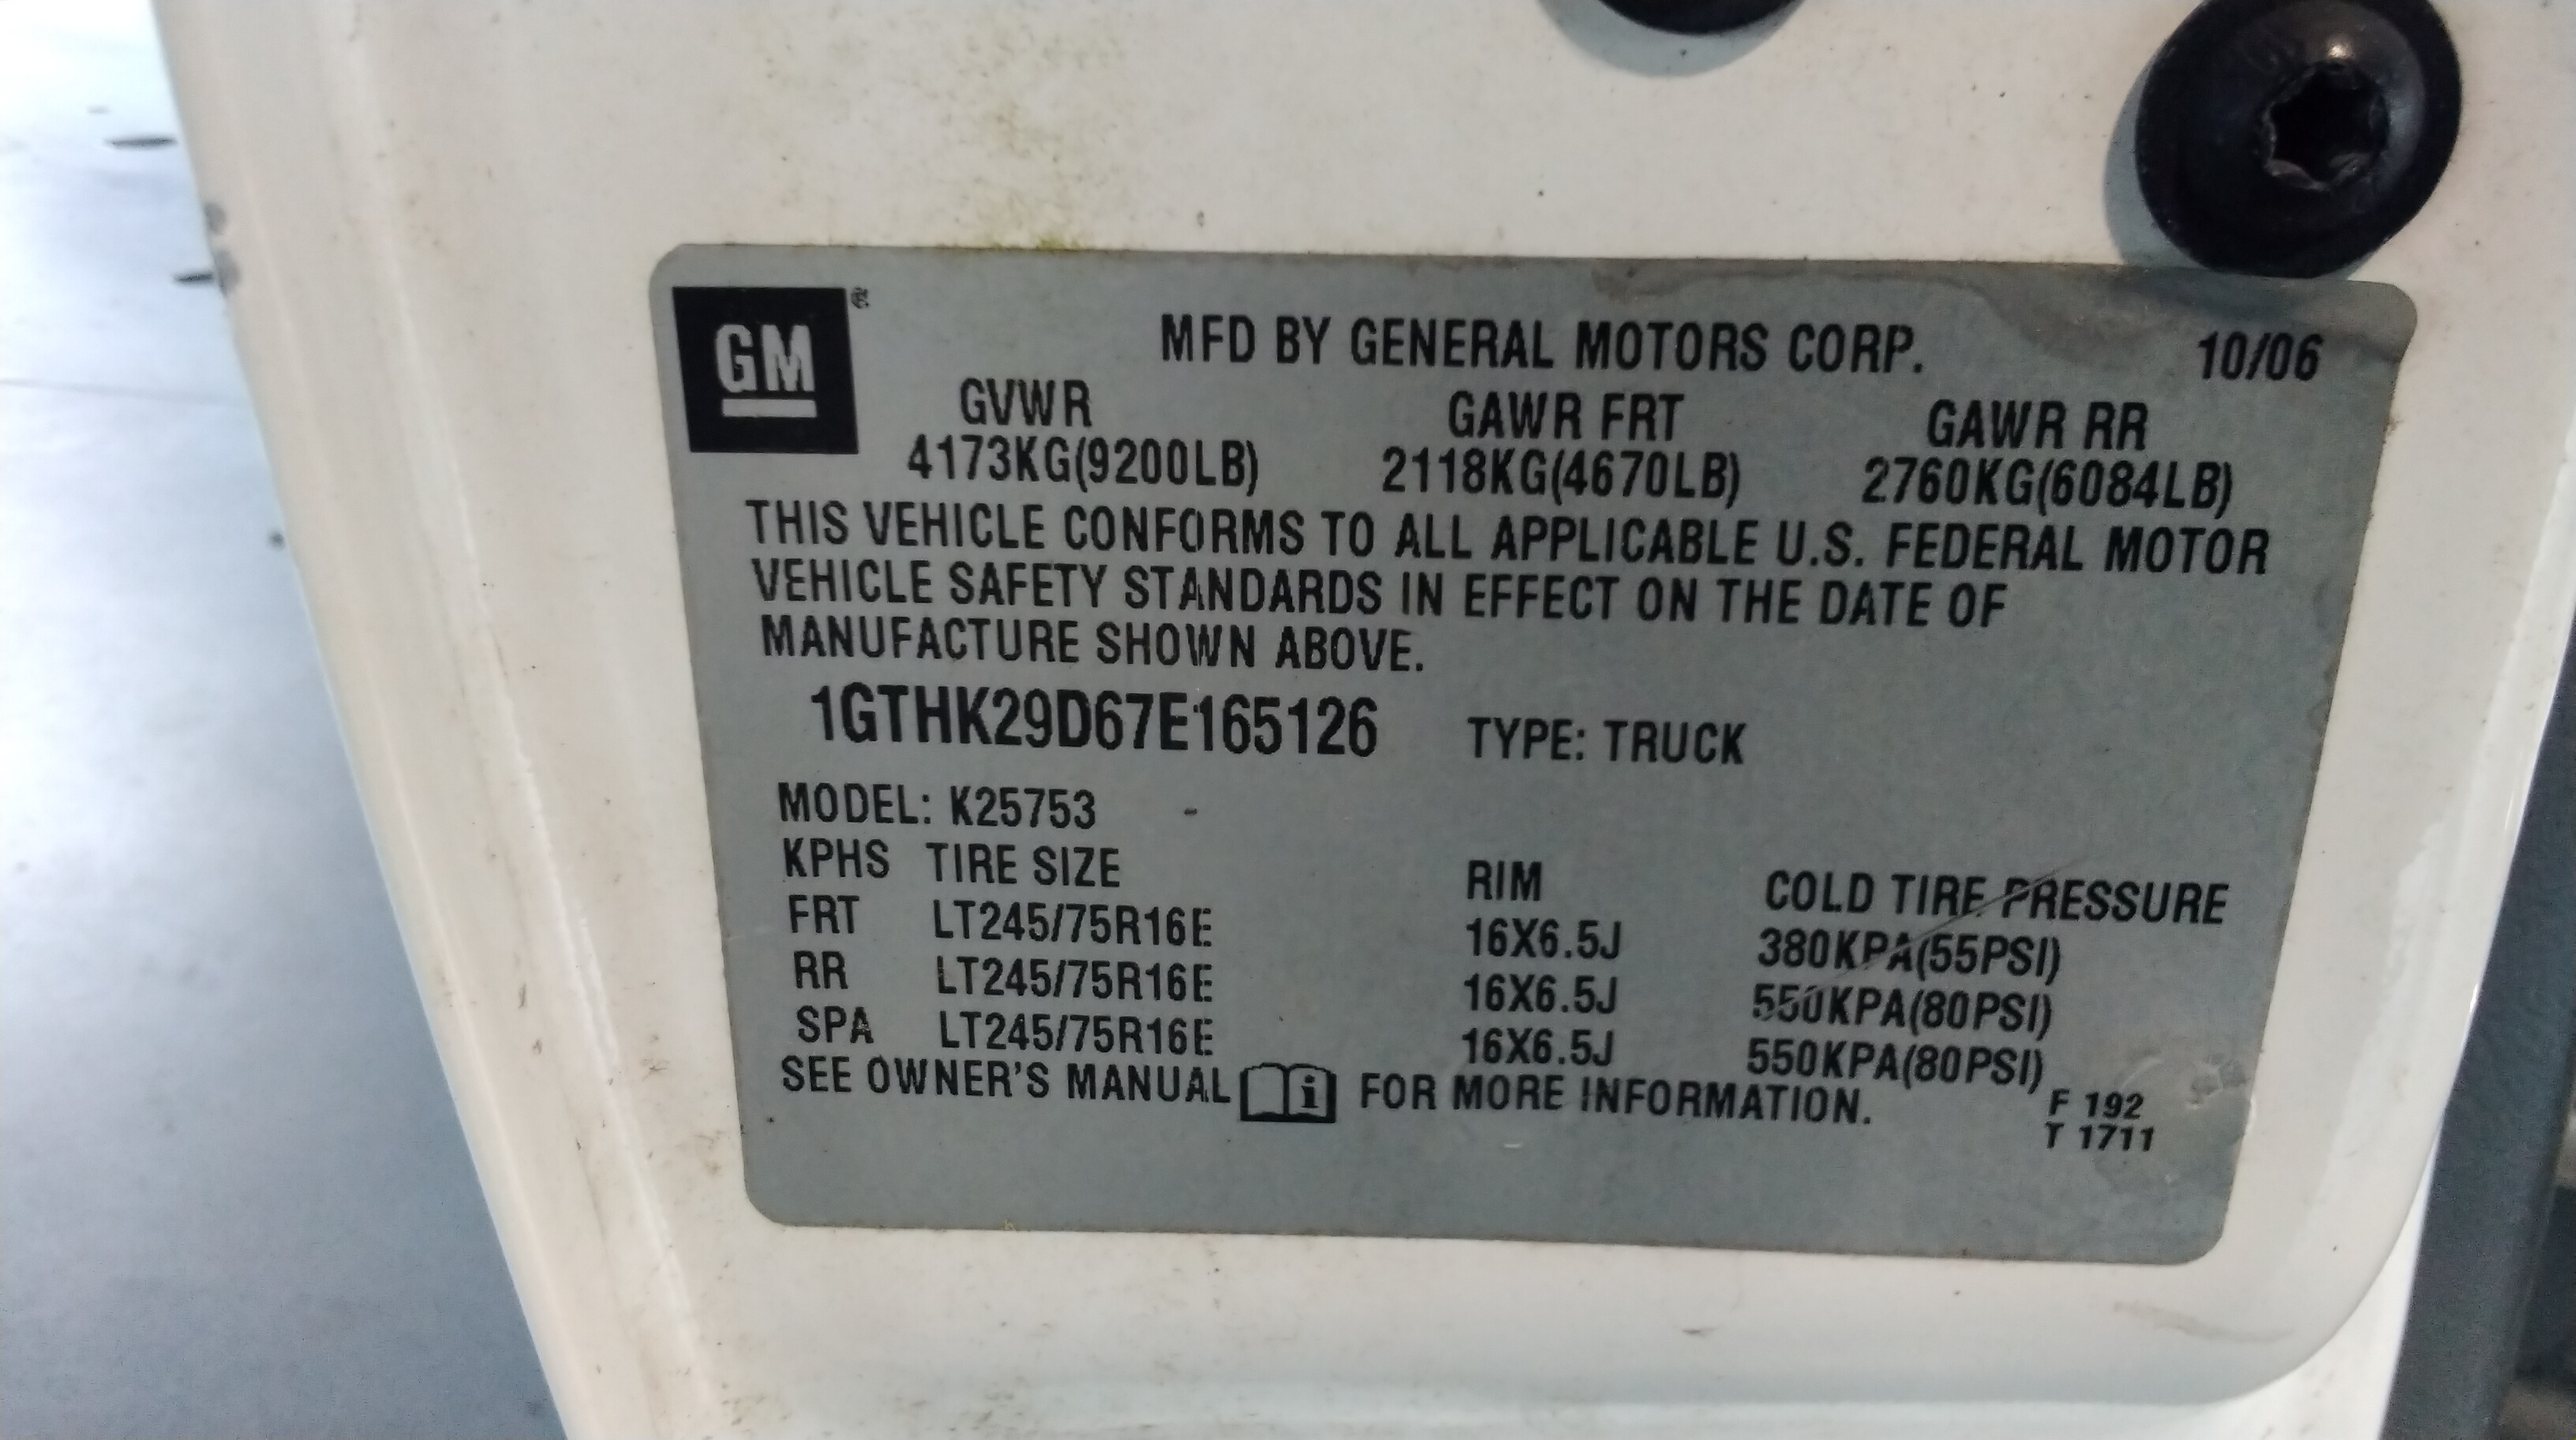 GM ®
MFD BY GENERAL MOTORS CORP. 10/06
GVWR GAWR FRT GAWR RR
4173KG(9200LB) 2118KG(4670LB) 2760KG(6084LB)
THIS VEHICLE CONFORMS TO ALL APPLICABLE U.S. FEDERAL MOTOR
VEHICLE SAFETY STANDARDS IN EFFECT ON THE DATE OF
MANUFACTURE SHOWN ABOVE.
1GTHK29D67E165126 TYPE: TRUCK
MODEL: K25753 -
KPHS TIRE SIZE RIM COLD TIRE PRESSURE
FRT LT245/75R16E 16X6.5J 380KPA(55PSI)
RR LT245/75R16E 16X6.5J 550KPA(80PSI)
SPA LT245/75R16E 16X6.5J 550KPA(80PSI)
SEE OWNER'S MANUAL i FOR MORE INFORMATION.
F 192
T 1711